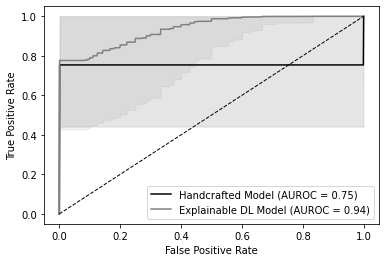 1.0
0.8
0.6
0.4
0.2
0.0
True Positive Rate
Handcrafted Model (AUROC = 0.75)
Explainable DL Model (AUROC = 0.94)
0.0 0.2 0.4 0.6 0.8 1.0
False Positive Rate